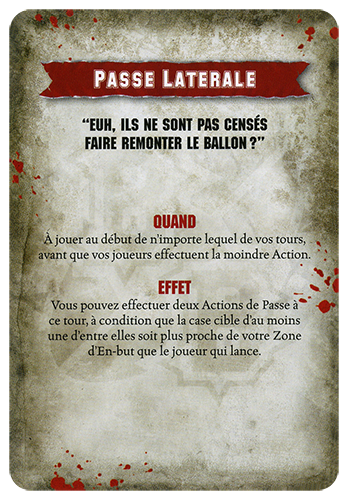 PASSE LATERALE
“EUH, ILS NE SONT PAS CENSÉS
FAIRE REMONTER LE BALLON ?”
QUAND
À jouer au début de n'importe lequel de vos tours,
avant que vos joueurs effectuent la moindre Action.
EFFET
Vous pouvez effectuer deux Actions de Passe à
ce tour, à condition que la case cible d'au moins
une d'entre elles soit plus proche de votre Zone
d'En-but que le joueur qui lance.